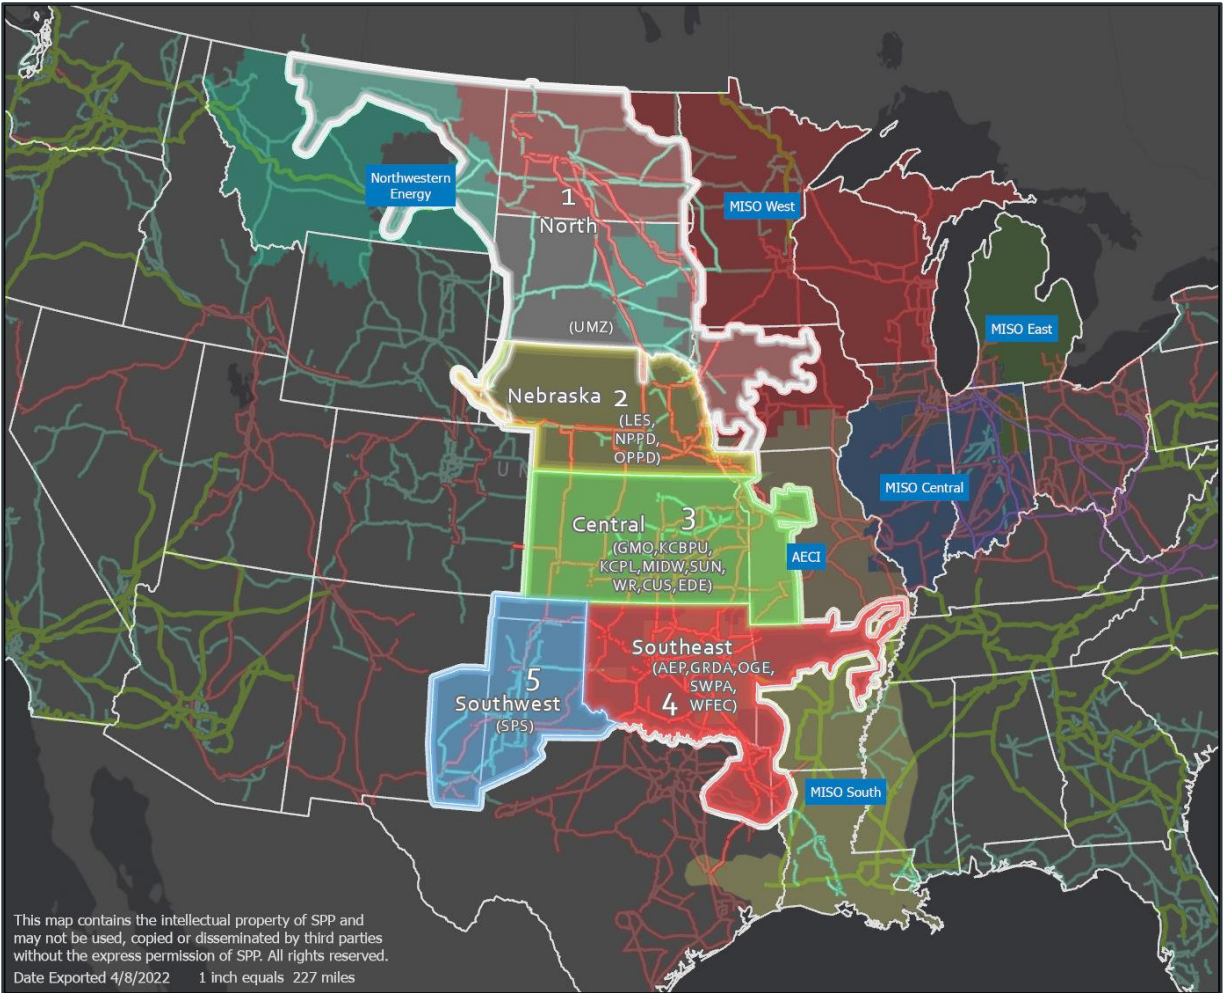 Northwestern
Energy
1
North
MISO West
MISO East
(UMZ)
Nebraska 2
(LES,
NPPD,
OPPD)
UN
MISO Central
Central 3
(GMO,KCBPU,
KCPL,MIDW,SUN,
WR,CUS,EDE)
AECI
Southeast
(AEP,GRDA,OGE,
SWPA,
4 WFEC)
5
Southwest
(SPS)
MISO South
This map contains the intellectual property of SPP and
may not be used, copied or disseminated by third parties
without the express permission of SPP. All rights reserved.
Date Exported 4/8/2022 1 inch equals 227 miles